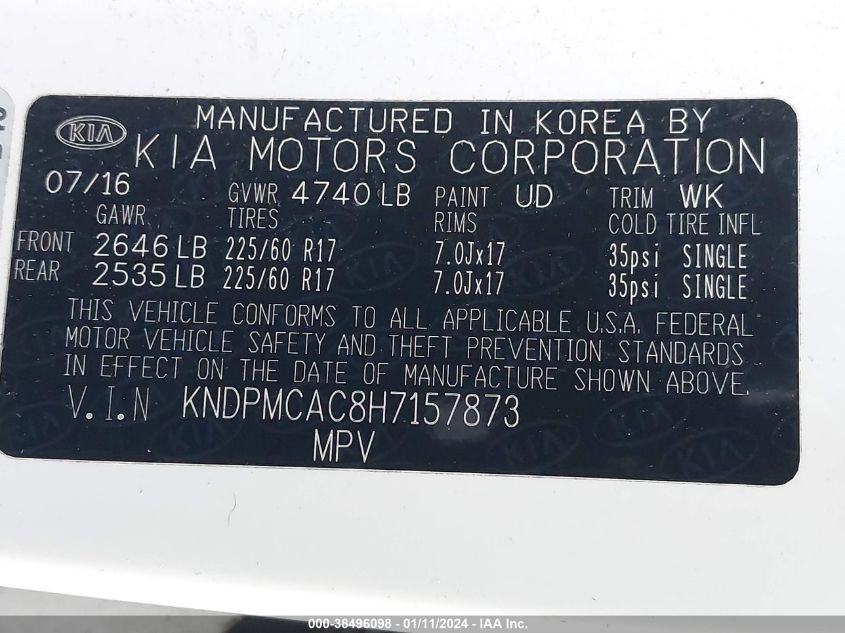 MANUFACTURED IN KOREA BY
KIA KIA MOTORS CORPORATION
07/16 GVWR 4740 LB PAINT UD TRIM WK
GAWR TIRES RIMS COLD TIRE INFL
FRONT 2646 LB 225/60 R17 7.0Jx17 35psi SINGLE
REAR 2535 LB 225/60 R17 7.0Jx17 35psi SINGLE
THIS VEHICLE CONFORMS TO ALL APPLICABLE U.S.A. FEDERAL
MOTOR VEHICLE SAFETY AND THEFT PREVENTION STANDARDS
IN EFFECT ON THE DATE OF MANUFACTURE SHOWN ABOVE.
V.I.N KNDPMCAC8H7157873
MPV
000-38496098 - 01/11/2024 - IAA Inc.